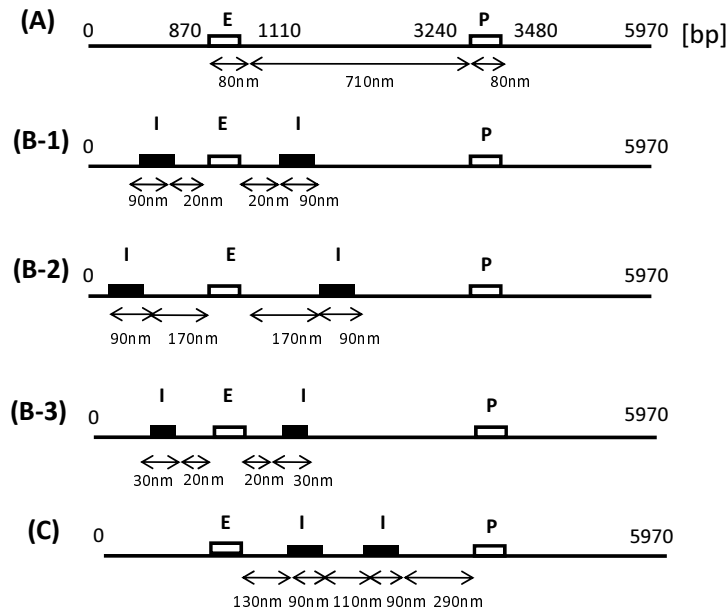 (A) 0 870 E 1110 3240 P 3480 5970 [bp]
80nm 710nm 80nm
I E I P
(B-1) 0 5970
90nm 20nm 20nm 90nm
I E I P
(B-2) 0 5970
90nm 170nm 170nm 90nm
I E I P
(B-3) 0 5970
30nm 20nm 20nm 30nm
E I I P
(C) 0 5970
130nm 90nm 110nm 90nm 290nm